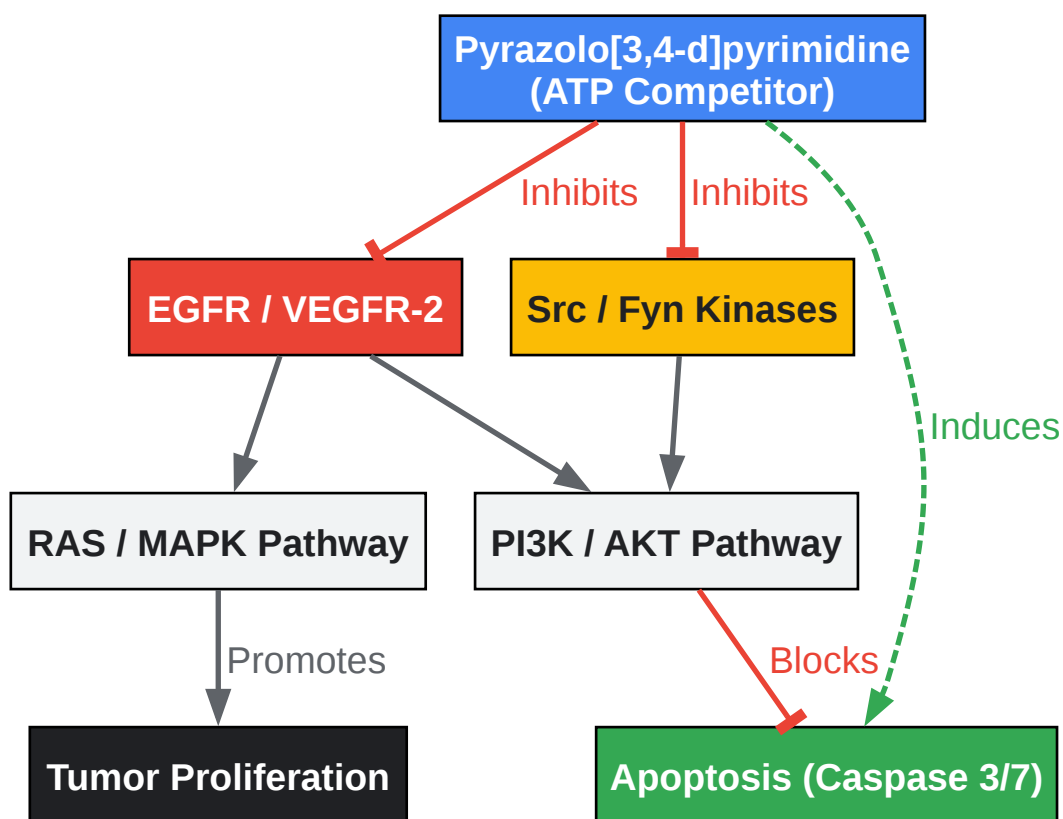 Pyrazolo[3,4-d]pyrimidine
(ATP Competitor)
Inhibits
Inhibits
EGFR / VEGFR-2
Src / Fyn Kinases
Induces
RAS / MAPK Pathway
PI3K / AKT Pathway
Promotes
Blocks
Tumor Proliferation
Apoptosis (Caspase 3/7)